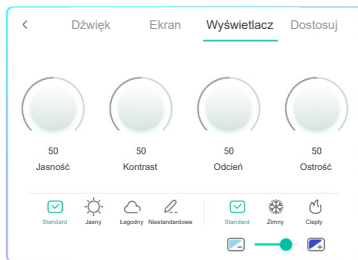 Dźwięk Ekran Wyświetlacz Dostosuj
50 50 50 50
Jasność Kontrast Odcień Ostrość
Standard Jasny Łagodny Niestandardowe Standard Zimny Ciepły